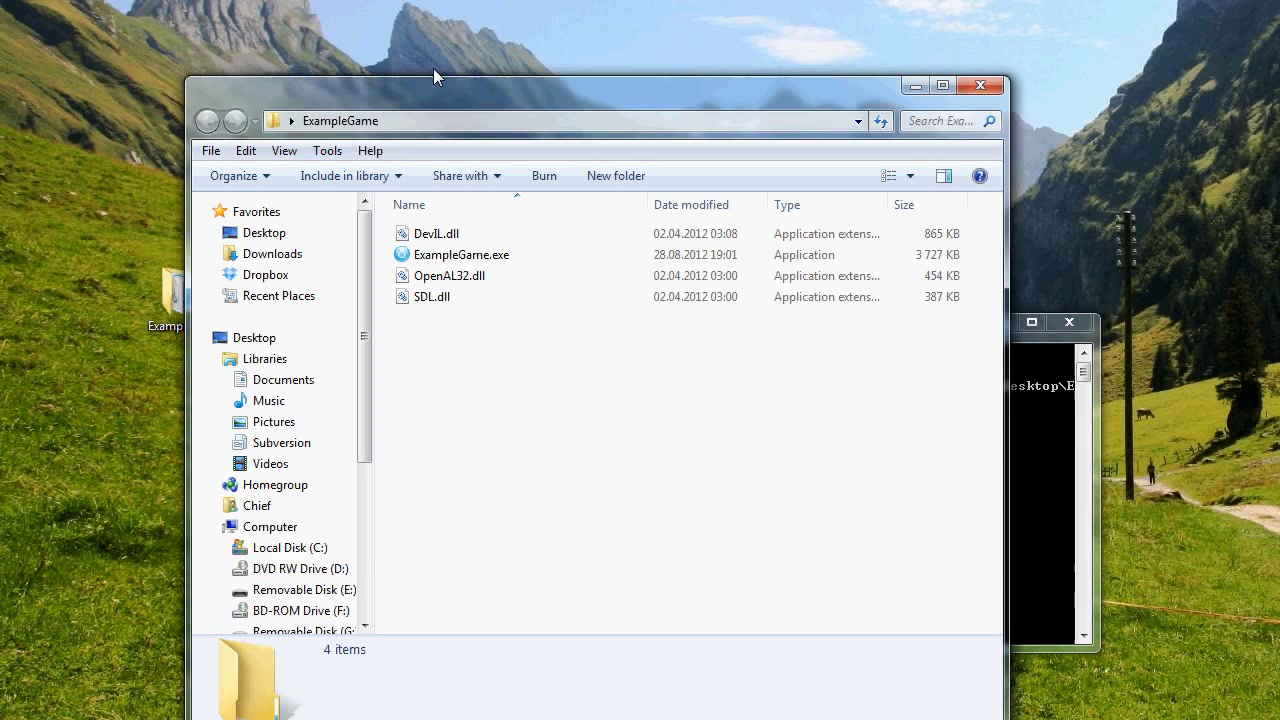 ExampleGame
Search Exa...
File Edit View Tools Help
Organize Include in library Share with Burn New folder
Name Date modified Type Size
Favorites
Desktop
Downloads
Dropbox
Recent Places
Desktop
Libraries
Documents
Music
Pictures
Subversion
Videos
Homegroup
Chief
Computer
Local Disk (C:)
DVD RW Drive (D:)
Removable Disk (E:)
BD-ROM Drive (F:)
Removable Disk (G:
DevIL.dll 02.04.2012 03:08 Application extens... 865 KB
ExampleGame.exe 28.08.2012 19:01 Application 3 727 KB
OpenAL32.dll 02.04.2012 03:00 Application extens... 454 KB
SDL.dll 02.04.2012 03:00 Application extens... 387 KB
4 items
Examp
esktop\E